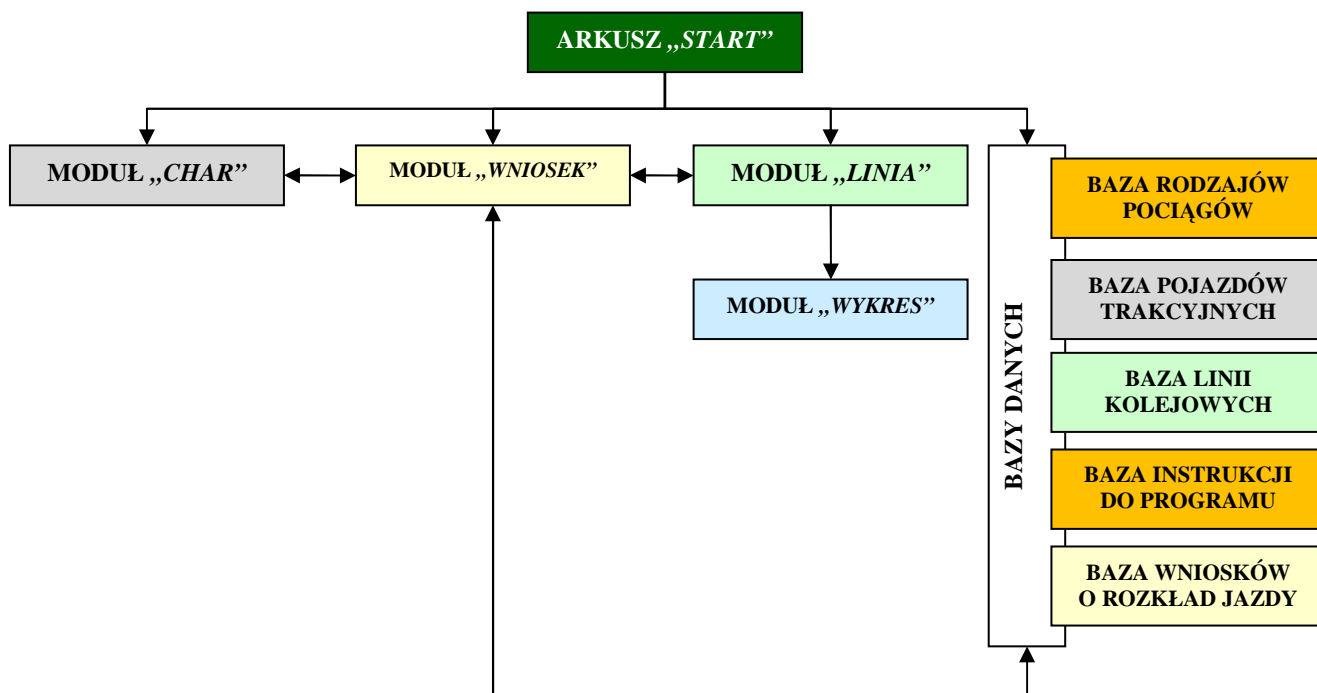 ARKUSZ „START”
MODUŁ „CHAR”
MODUŁ „WNIOSEK”
MODUŁ „LINIA”
MODUŁ „WYKRES”
BAZY DANYCH
BAZA RODZAJÓW
POCIĄGÓW
BAZA POJAZDÓW
TRAKCYJNYCH
BAZA LINII
KOLEJOWYCH
BAZA INSTRUKCJI
DO PROGRAMU
BAZA WNIOSKÓW
O ROZKŁAD JAZDY